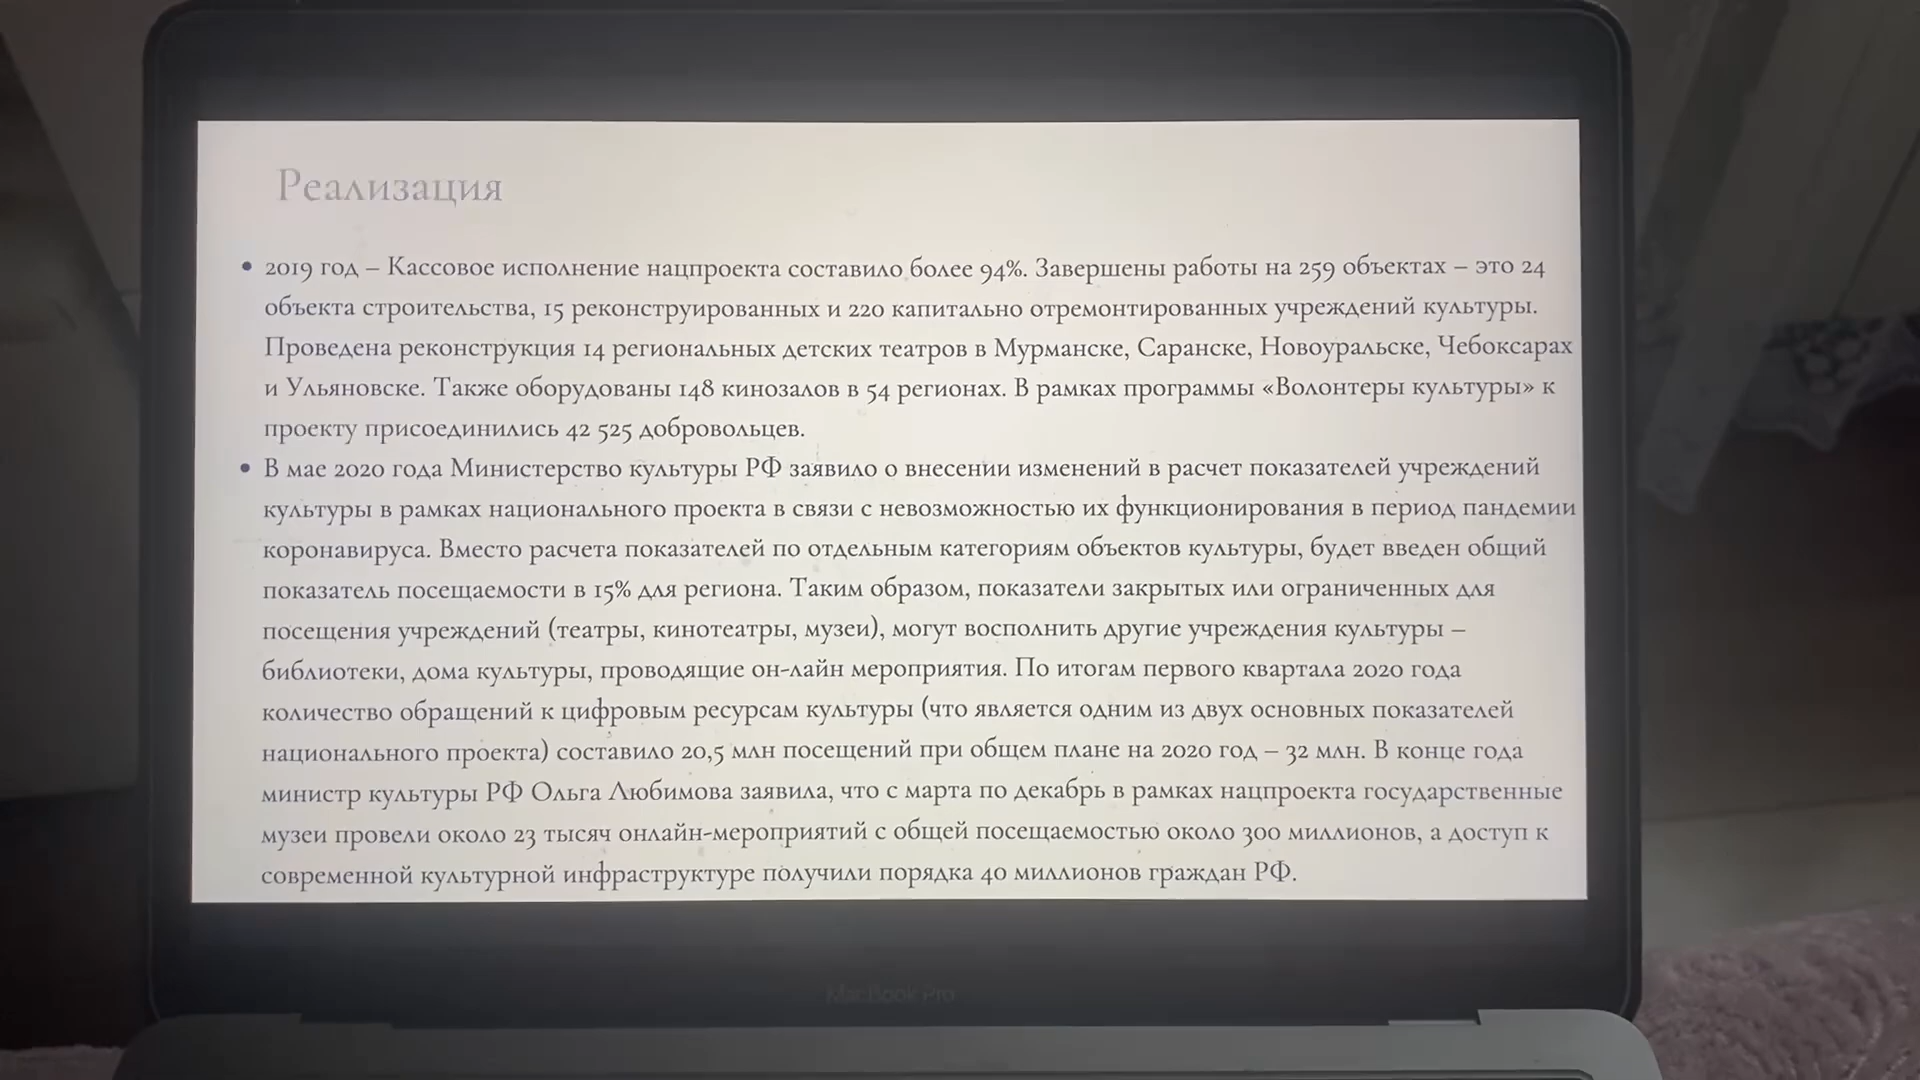 Реализация
• 2019 год – Кассовое исполнение нацпроекта составило более 94%. Завершены работы на 259 объектах – это 24
объекта строительства, 15 реконструированных и 220 капитально отремонтированных учреждений культуры.
Проведена реконструкция 14 региональных детских театров в Мурманске, Саранске, Новоуральске, Чебоксарах
и Ульяновске. Также оборудованы 148 кинозалов в 54 регионах. В рамках программы «Волонтеры культуры» к
проекту присоединились 42 525 добровольцев.
• В мае 2020 года Министерство культуры РФ заявило о внесении изменений в расчет показателей учреждений
культуры в рамках национального проекта в связи с невозможностью их функционирования в период пандемии
коронавируса. Вместо расчета показателей по отдельным категориям объектов культуры, будет введен общий
показатель посещаемости в 15% для региона. Таким образом, показатели закрытых или ограниченных для
посещения учреждений (театры, кинотеатры, музеи), могут восполнить другие учреждения культуры –
библиотеки, дома культуры, проводящие он-лайн мероприятия. По итогам первого квартала 2020 года
количество обращений к цифровым ресурсам культуры (что является одним из двух основных показателей
национального проекта) составило 20,5 млн посещений при общем плане на 2020 год – 32 млн. В конце года
министр культуры РФ Ольга Любимова заявила, что с марта по декабрь в рамках нацпроекта государственные
музеи провели около 23 тысяч онлайн-мероприятий с общей посещаемостью около 300 миллионов, а доступ к
современной культурной инфраструктуре получили порядка 40 миллионов граждан РФ.
MacBook Pro